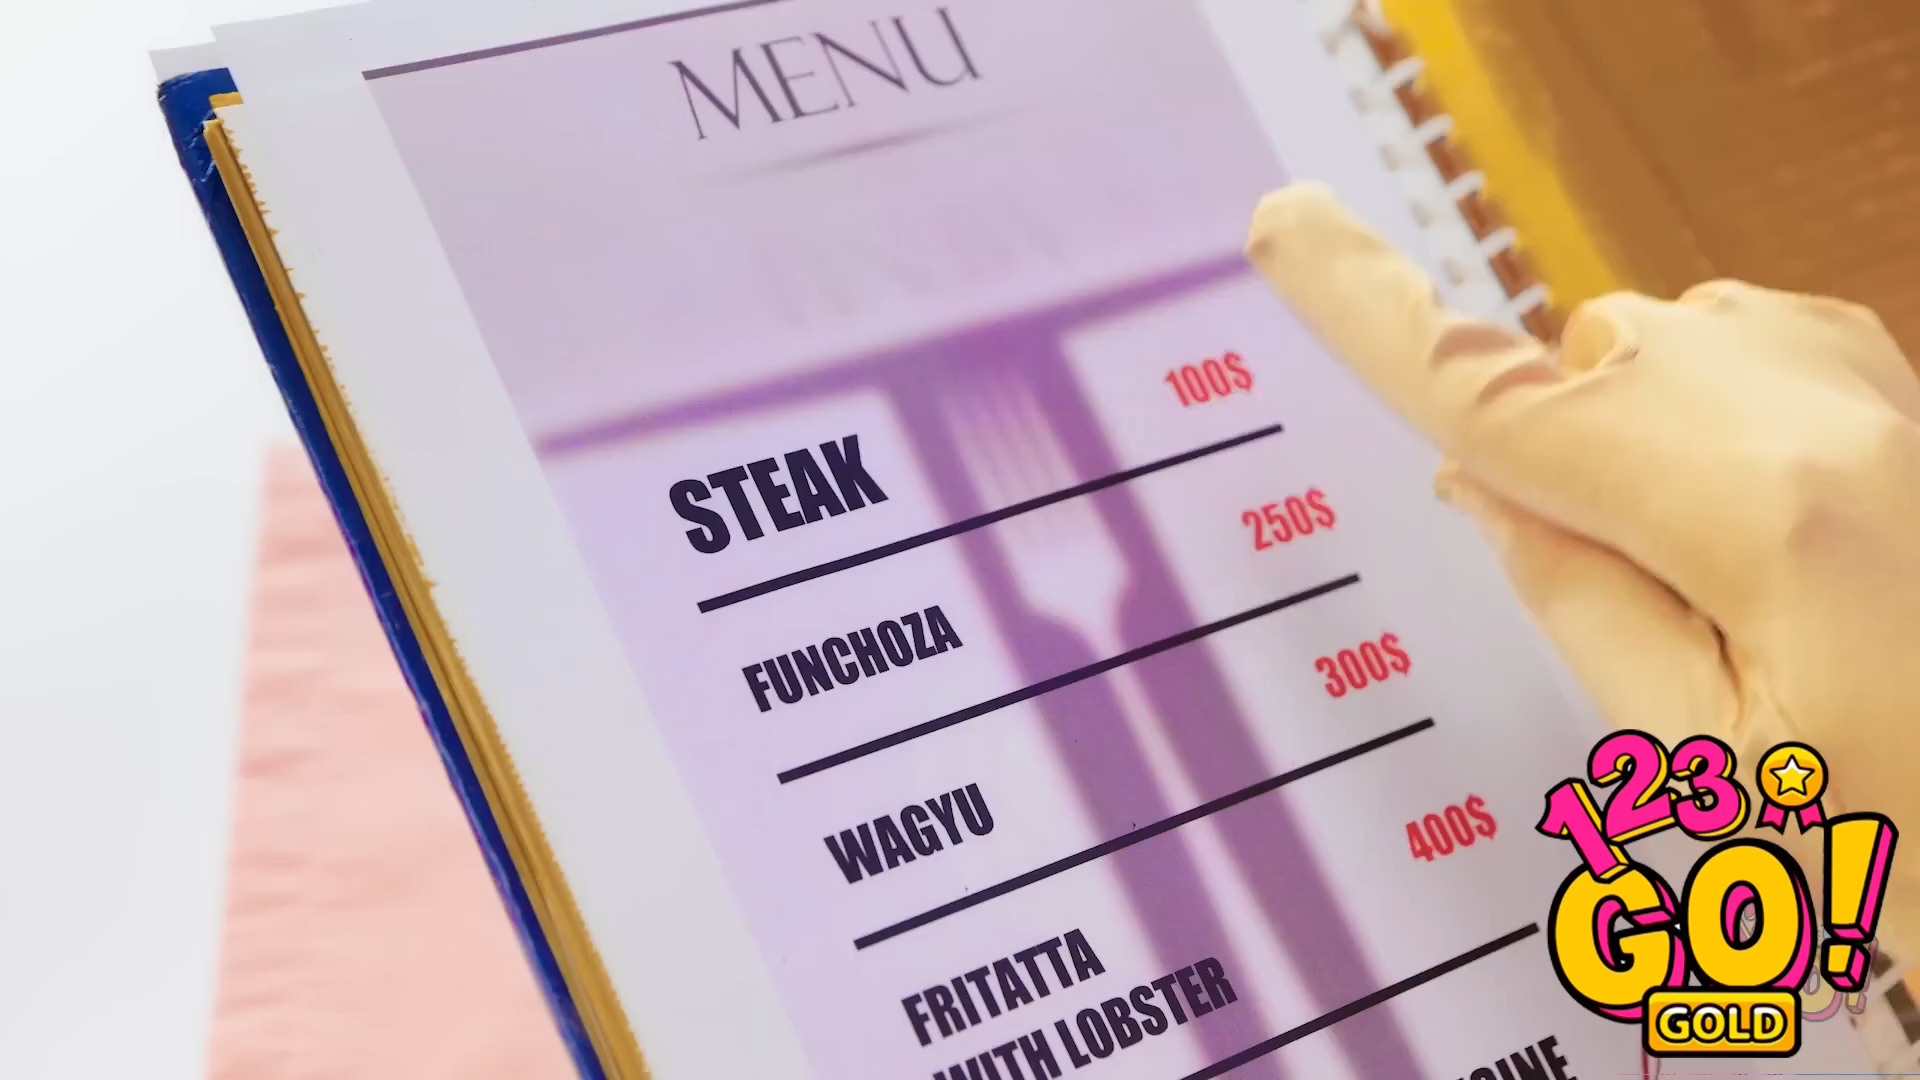 MENU
STEAK 100$
FUNCHOZA 250$
WAGYU 300$
FRITATTA 400$
WITH LOBSTER
123
GO!
GOLD